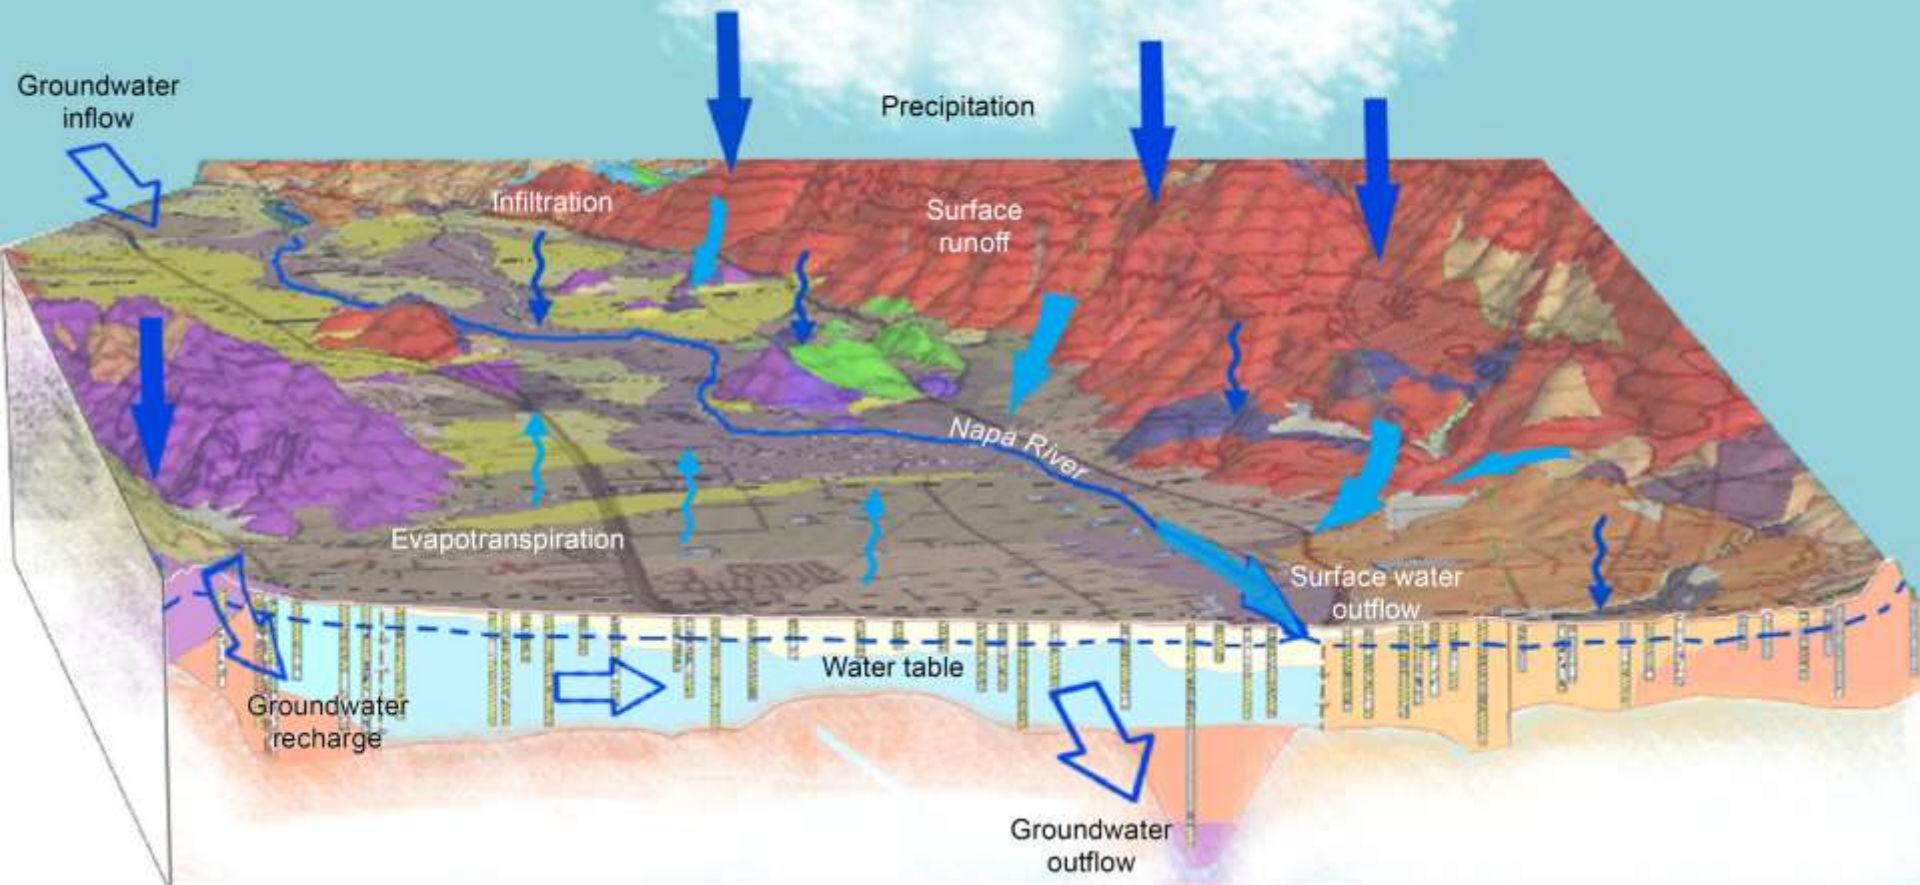 Groundwater
inflow
Precipitation
Infiltration
Surface
runoff
Napa River
Evapotranspiration
Surface water
outflow
Water table
Groundwater
recharge
Groundwater
outflow